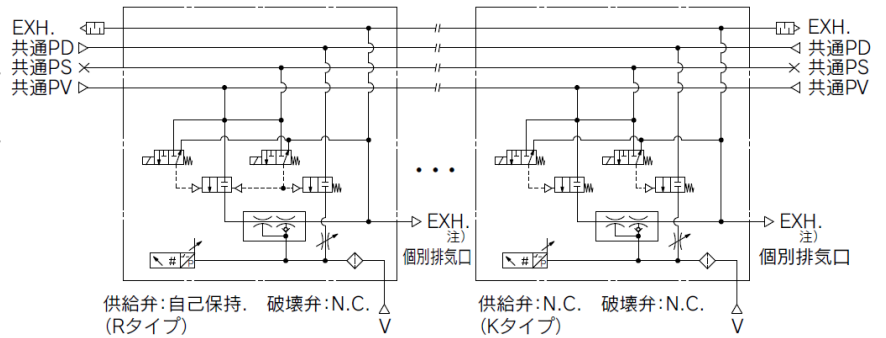 EXH.
共通PD
共通PS
共通PV
EXH.
共通PD
共通PS
共通PV
EXH.
注)
個別排気口
EXH.
注)
個別排気口
#
P
#
P
供給弁:自己保持. 破壊弁:N.C.
(Rタイプ)
V
供給弁:N.C. 破壊弁:N.C.
(Kタイプ)
V